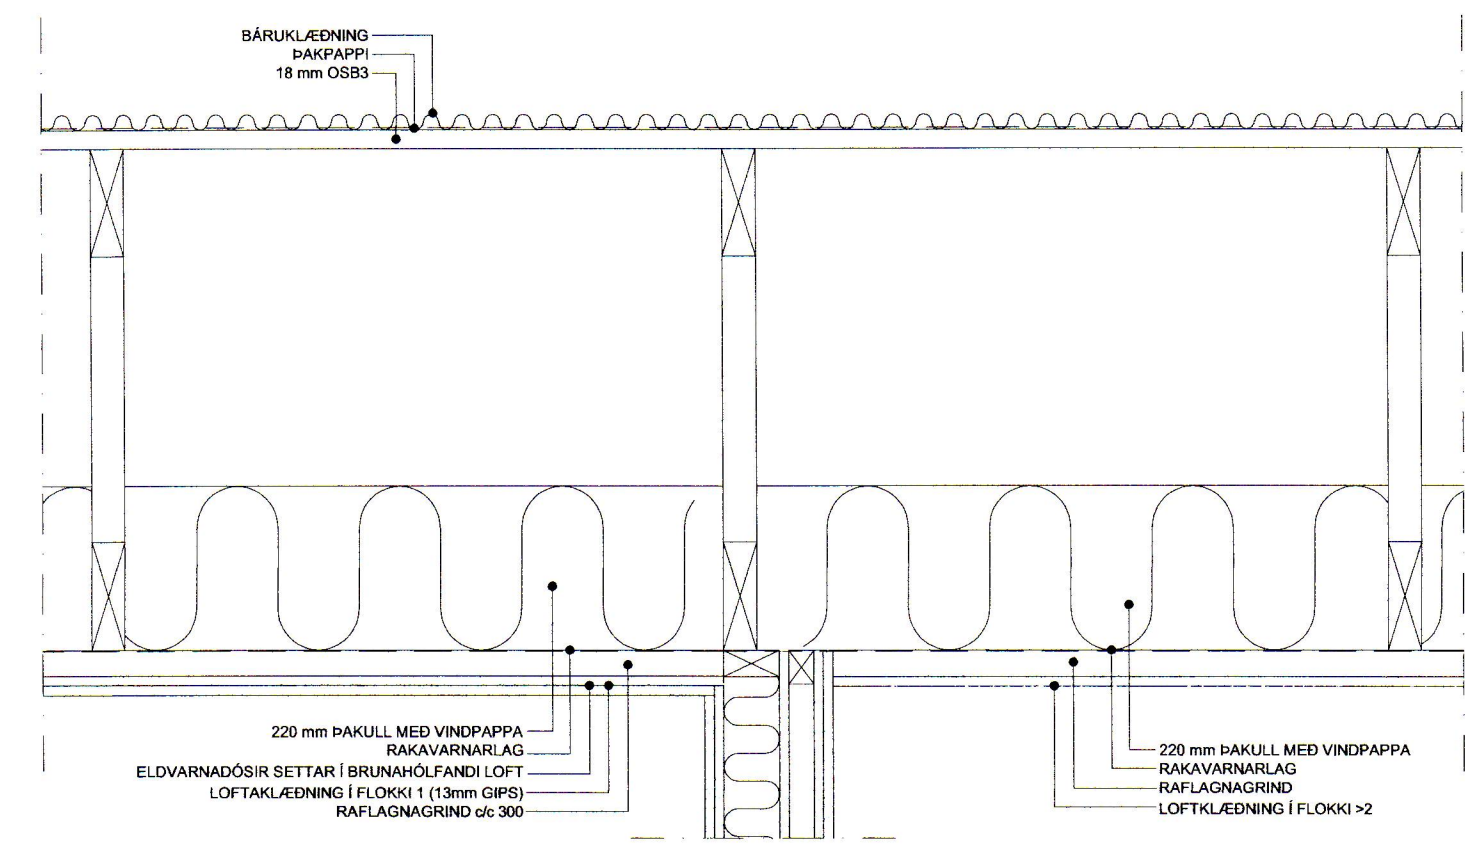 BÁRUKLÆÐNING
ÞAKPAPPI
18 mm OSB3
220 mm ÞAKULL MEÐ VINDPAPPA
RAKAVARNARLAG
ELDVARNADÓSIR SETTAR Í BRUNAHÓLFANDI LOFT
LOFTAKLÆÐNING Í FLOKKI 1 (13mm GIPS)
RAFLAGNAGRIND c/c 300
220 mm ÞAKULL MEÐ VINDPAPPA
RAKAVARNARLAG
RAFLAGNAGRIND
LOFTKLÆÐNING Í FLOKKI >2